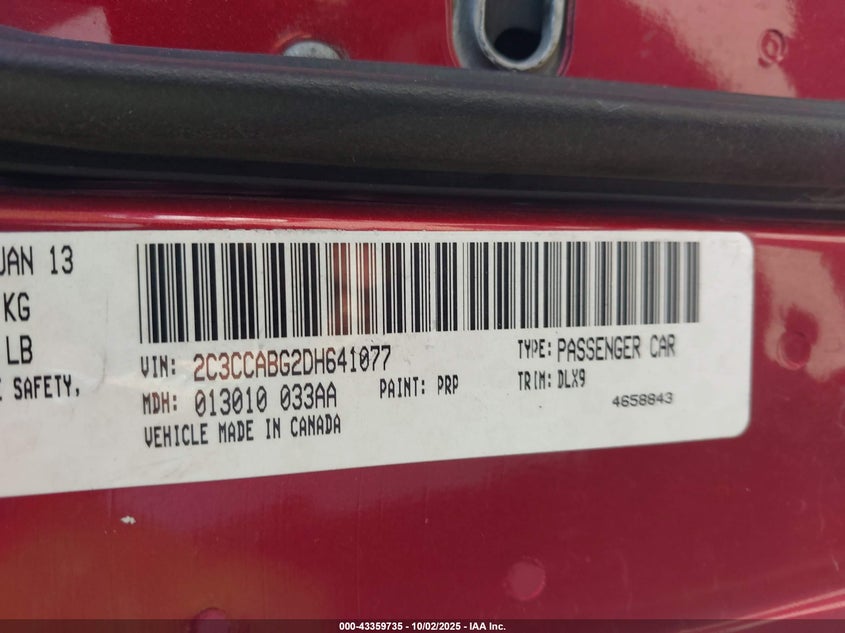 JAN 13
KG
LB
SAFETY,
VIN: 2C3CCABG2DH641077
TYPE: PASSENGER CAR
MDH: 013010 033AA
PAINT: PRP
TRIM: DLX9
4658843
VEHICLE MADE IN CANADA
000-43359735 - 10/02/2025 - IAA Inc.